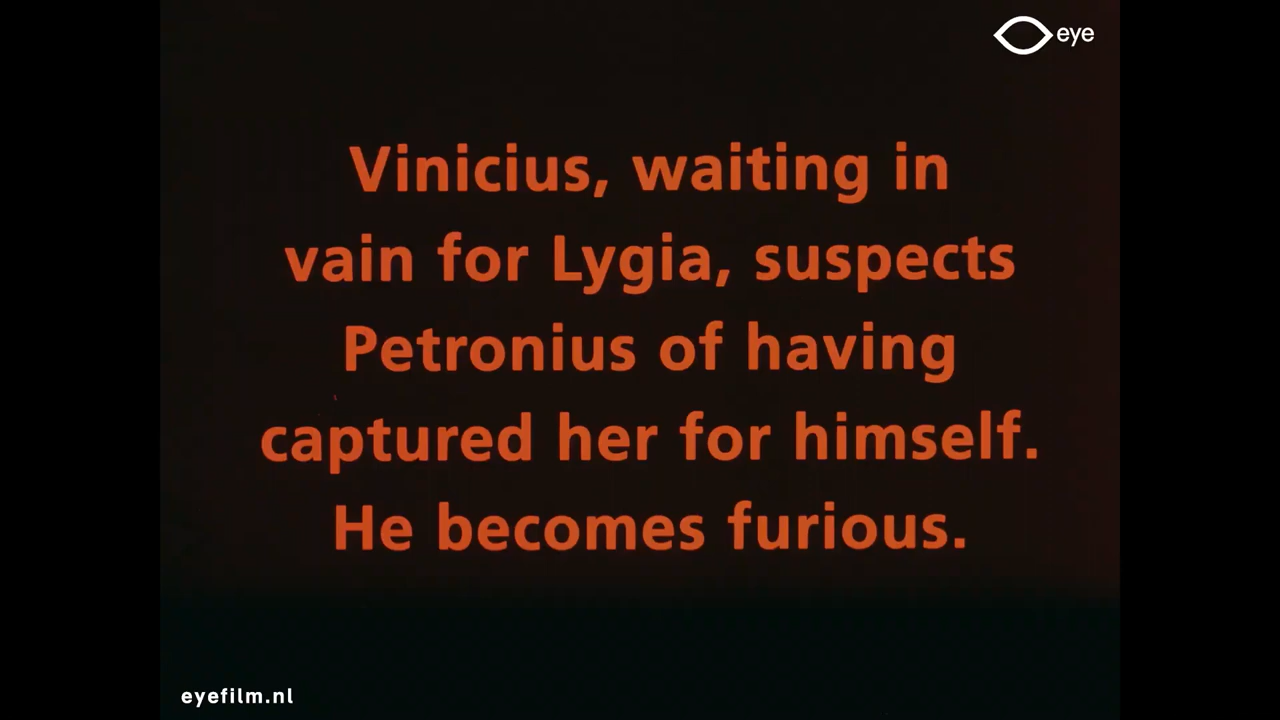 eye
Vinicius, waiting in
vain for Lygia, suspects
Petronius of having
captured her for himself.
He becomes furious.
eyefilm.nl